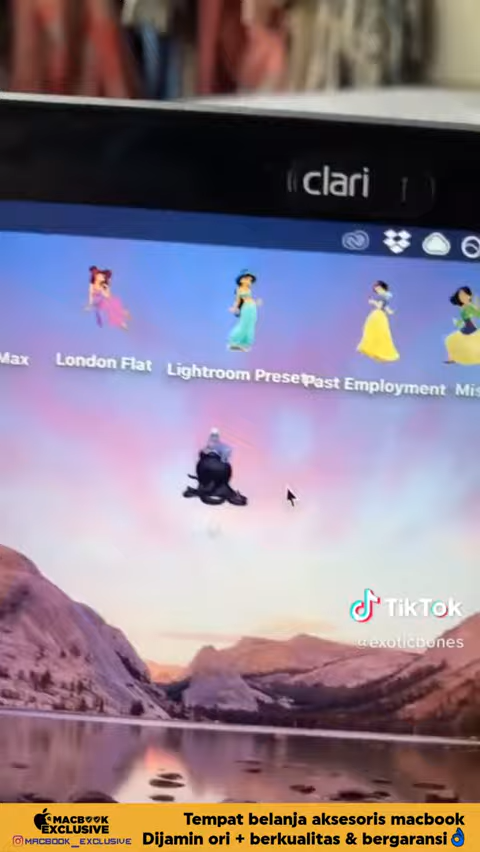 clari
Max
London Flat
Lightroom Preset
Past Employment
Mis
TikTok
@exoticbones
MACBOOK
EXCLUSIVE
MACBOOK_EXCLUSIVE
Tempat belanja aksesoris macbook
Dijamin ori + berkualitas & bergaransi👌